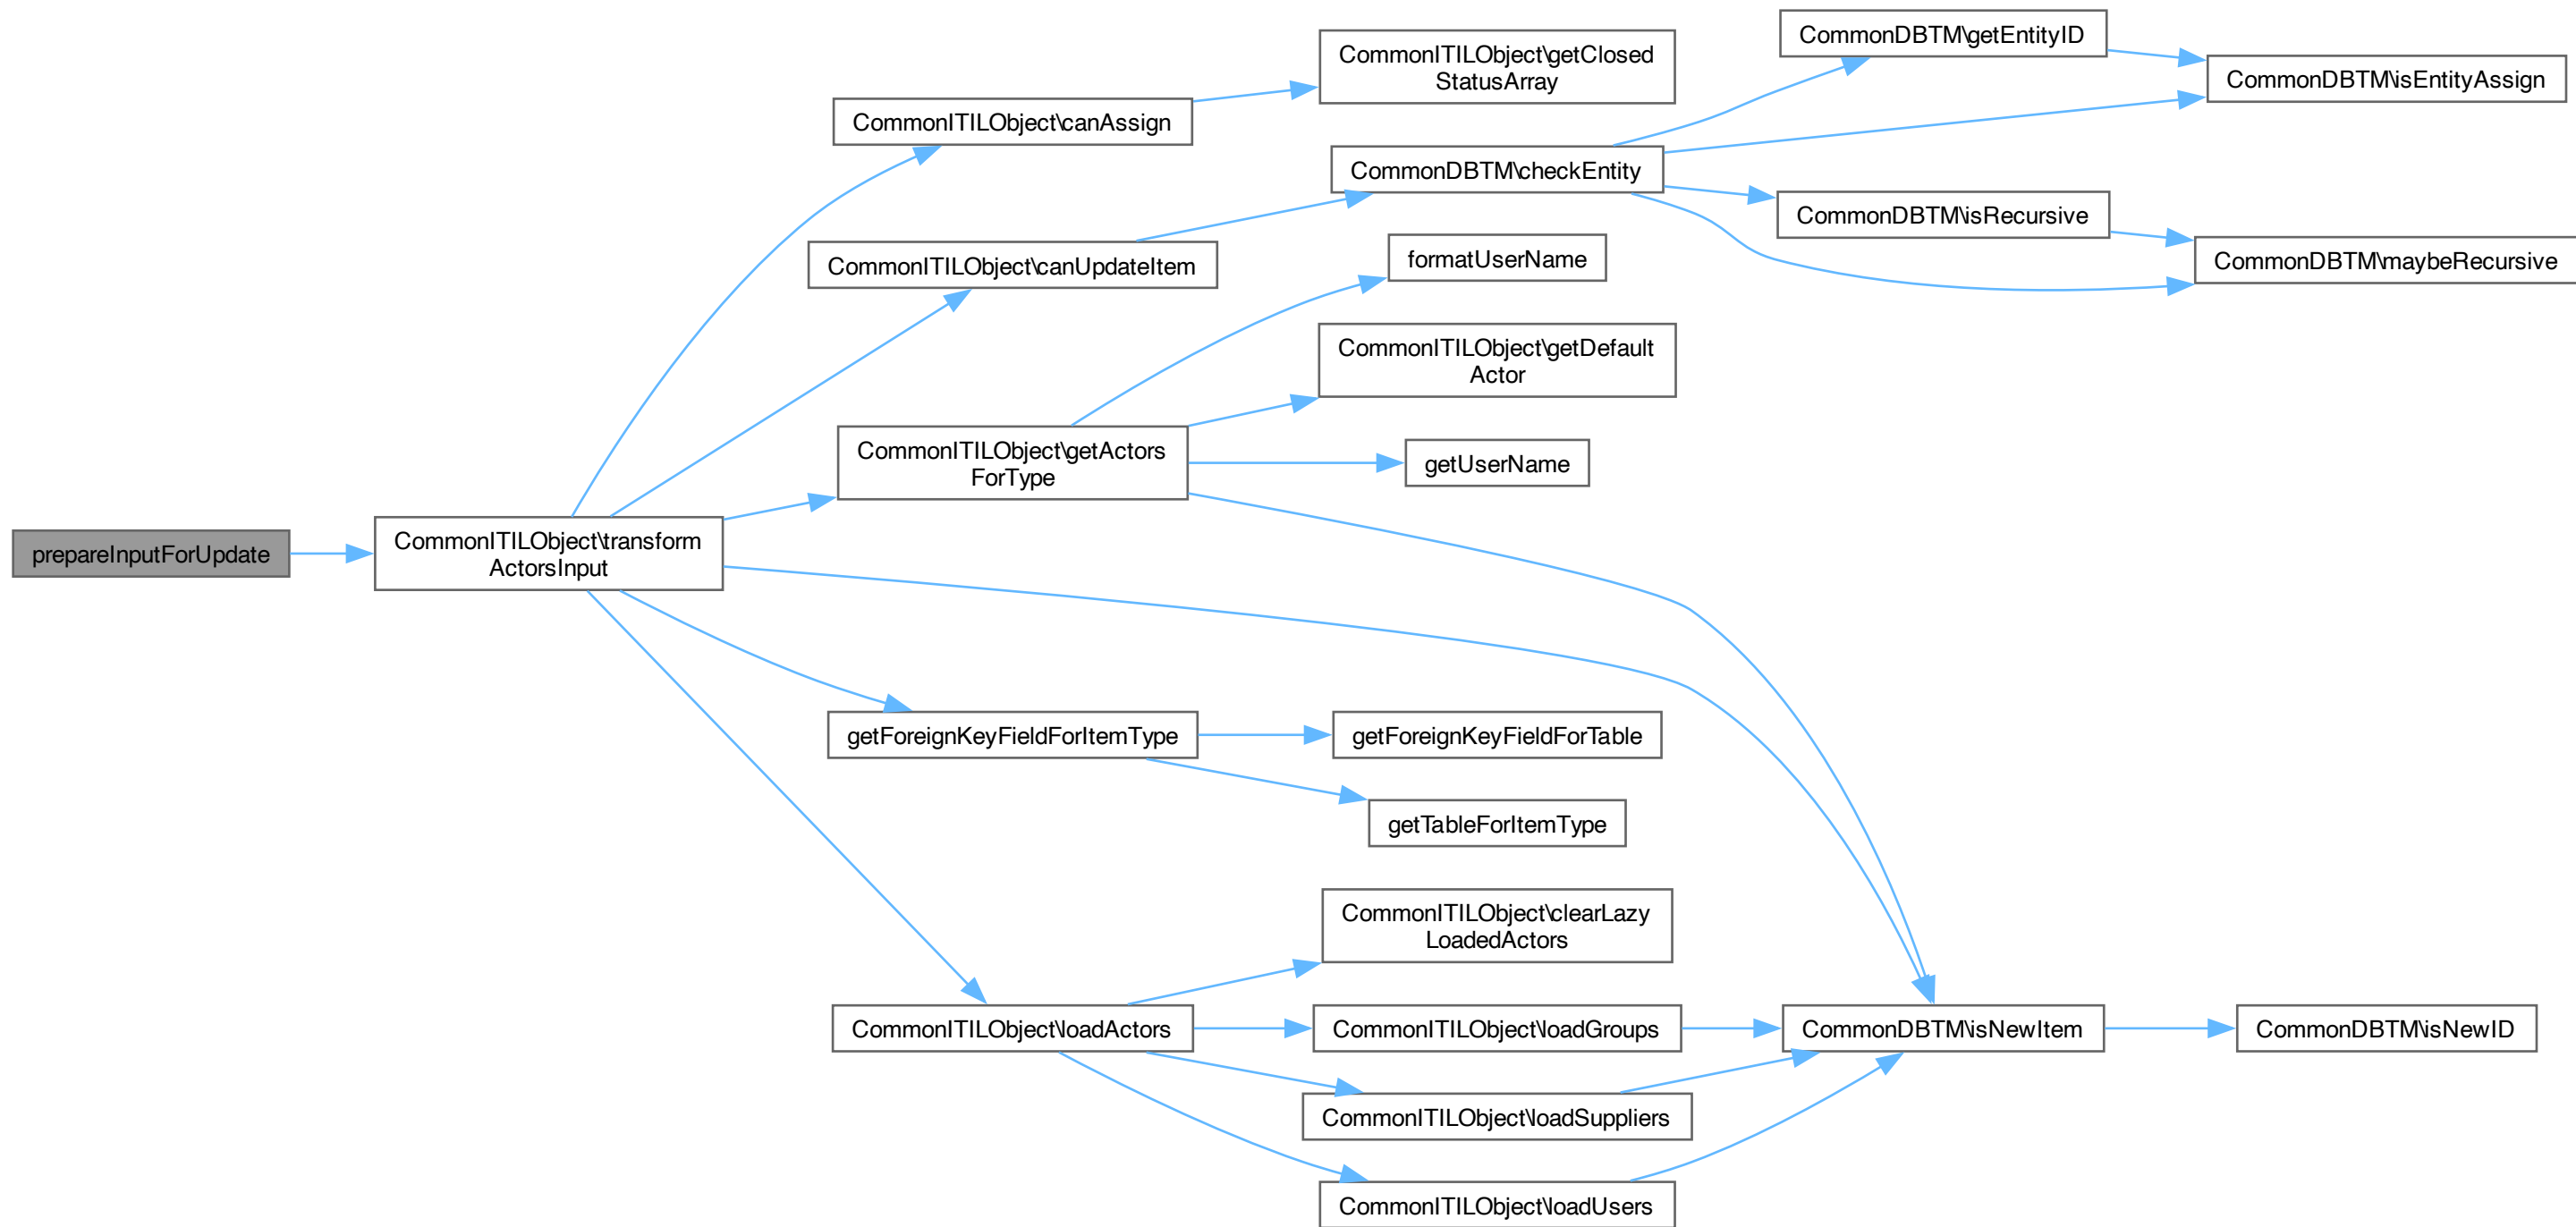 prepareInputForUpdate
CommonITILObject\transform
ActorsInput
CommonITILObject\canAssign
CommonITILObject\canUpdateItem
CommonITILObject\getActors
ForType
getForeignKeyFieldForItemType
CommonITILObject\loadActors
CommonITILObject\getClosed
StatusArray
CommonDBTM\checkEntity
formatUserName
CommonITILObject\getDefault
Actor
getUserName
getForeignKeyFieldForTable
getTableForItemType
CommonITILObject\clearLazy
LoadedActors
CommonITILObject\loadGroups
CommonITILObject\loadSuppliers
CommonITILObject\loadUsers
CommonDBTM\getEntityID
CommonDBTM\isRecursive
CommonDBTM\isNewItem
CommonDBTM\isEntityAssign
CommonDBTM\maybeRecursive
CommonDBTM\isNewID